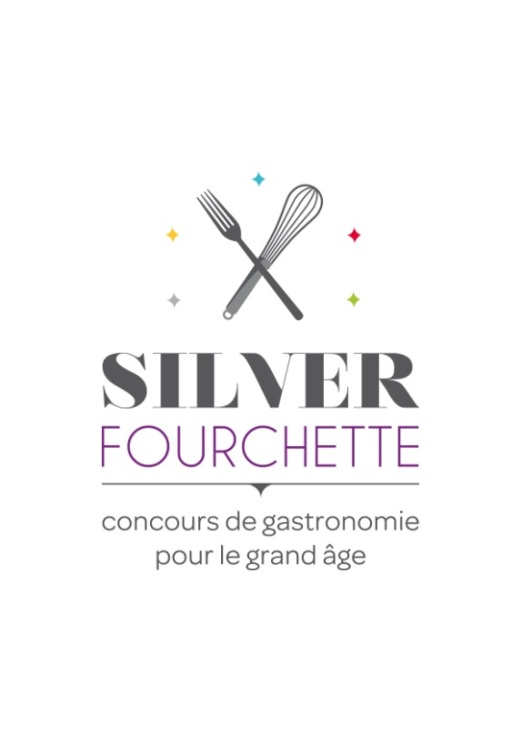 SILVER
FOURCHETTE
concours de gastronomie
pour le grand âge